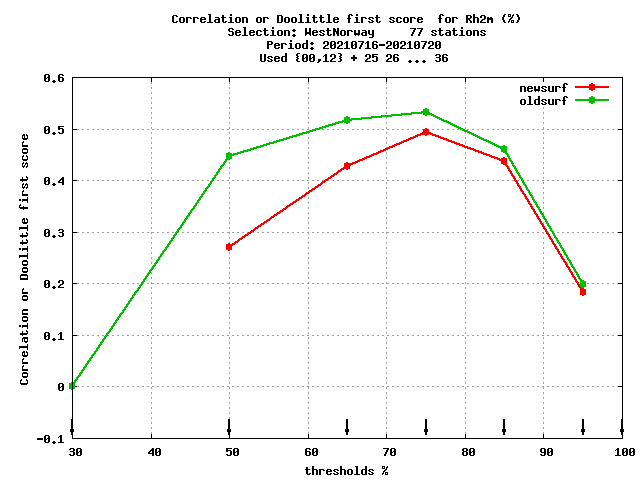 Correlation or Doolittle first score  for Rh2m (%)
Selection: WestNorway     77 stations
Period: 20210716-20210720
Used {00,12} + 25 26 ... 36
newsurf
oldsurf
0.6
0.5
0.4
0.3
0.2
0.1
0
-0.1
Correlation or Doolittle first score
30 40 50 60 70 80 90 100
thresholds %